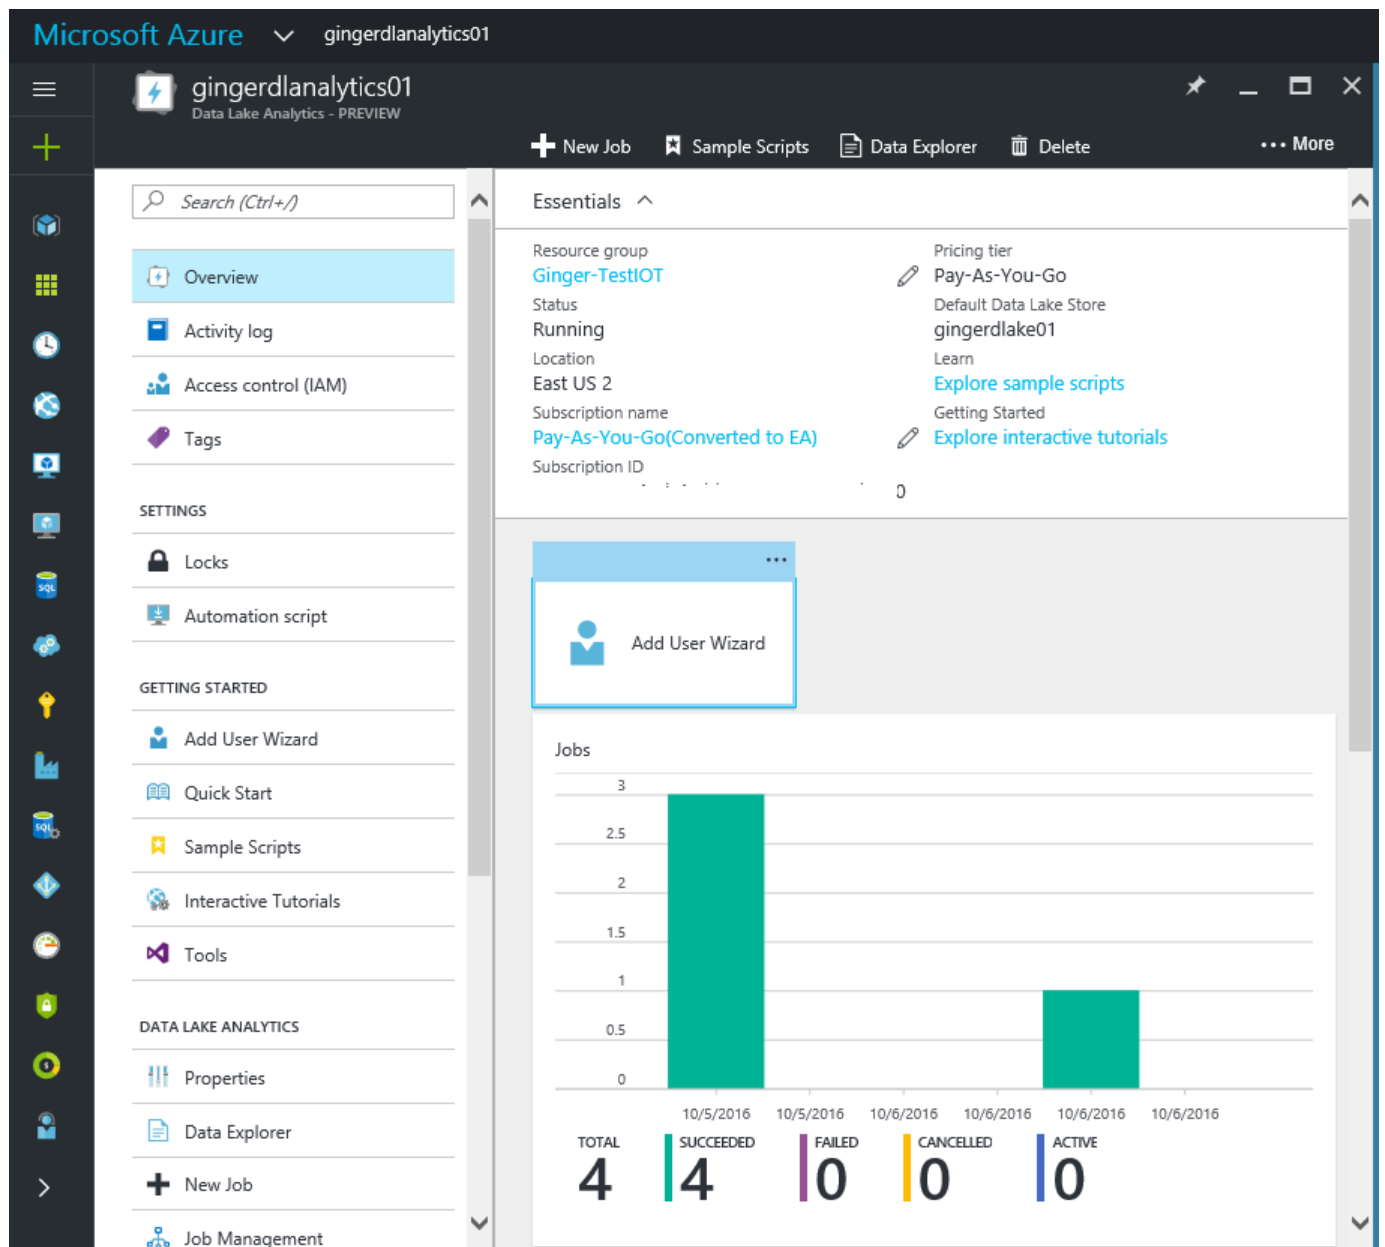 Microsoft Azure gingerdlanalytics01
gingerdlanalytics01
Data Lake Analytics - PREVIEW
New Job Sample Scripts Data Explorer Delete ··· More
Search (Ctrl+/)
Overview
Activity log
Access control (IAM)
Tags
SETTINGS
Locks
Automation script
GETTING STARTED
Add User Wizard
Quick Start
Sample Scripts
Interactive Tutorials
Tools
DATA LAKE ANALYTICS
Properties
Data Explorer
New Job
Job Management
Essentials
Resource group
Ginger-TestIOT
Status
Running
Location
East US 2
Subscription name
Pay-As-You-Go(Converted to EA)
Subscription ID
0
Pricing tier
Pay-As-You-Go
Default Data Lake Store
gingerdlake01
Learn
Explore sample scripts
Getting Started
Explore interactive tutorials
Add User Wizard
Jobs
3
2.5
2
1.5
1
0.5
0
10/5/2016 10/5/2016 10/6/2016 10/6/2016 10/6/2016 10/6/2016
TOTAL SUCCEEDED FAILED CANCELLED ACTIVE
4 4 0 0 0
SQL
SQL